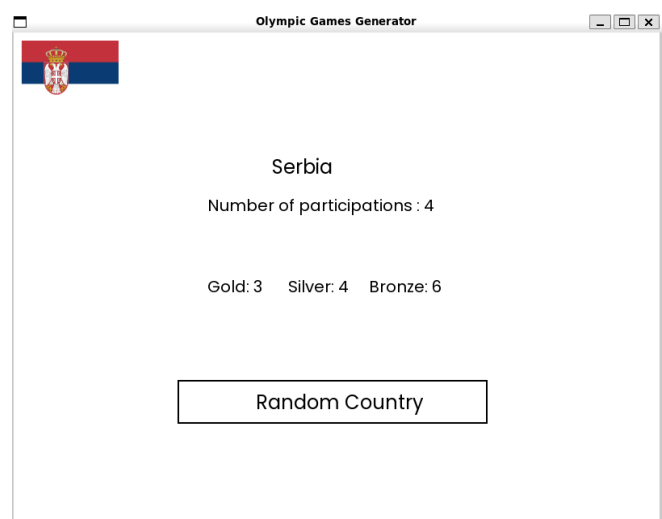 Olympic Games Generator
Serbia
Number of participations : 4
Gold: 3 Silver: 4 Bronze: 6
Random Country